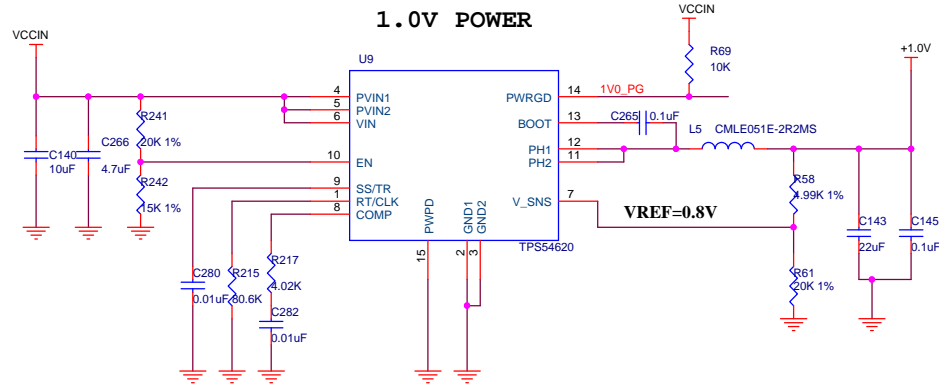 1.0V POWER
VCCIN
VCCIN
+1.0V
U9
R69
10K
4
PVIN1
5
PVIN2
6
VIN
10
EN
9
SS/TR
1
RT/CLK
8
COMP
PWRGD
14
1V0_PG
BOOT
13
C265
0.1uF
PH1
12
PH2
11
L5
CMLE051E-2R2MS
V_SNS
7
VREF=0.8V
PWPD
15
GND1
2
GND2
3
TPS54620
R241
20K 1%
C140
10uF
C266
4.7uF
R242
15K 1%
R58
4.99K 1%
C143
22uF
C145
0.1uF
R61
20K 1%
C280
0.01uF
R215
80.6K
R217
4.02K
C282
0.01uF